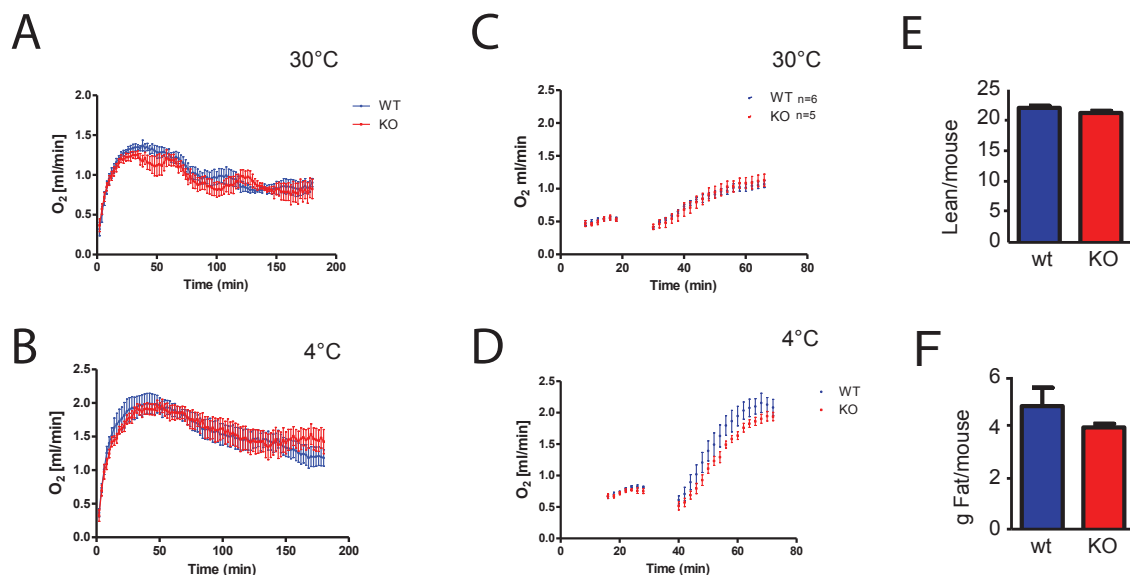 A
30°C
WT
KO
O2 [ml/min]
2.5
2.0
1.5
1.0
0.5
0.0
0 50 100 150 200
Time (min)
B
4°C
O2 [ml/min]
2.5
2.0
1.5
1.0
0.5
0.0
0 50 100 150 200
Time (min)
C
30°C
WT n=6
KO n=5
O2 ml/min
2.5
2.0
1.5
1.0
0.5
0.0
0 20 40 60 80
Time (min)
D
4°C
WT
KO
O2 [ml/min]
2.5
2.0
1.5
1.0
0.5
0.0
0 20 40 60 80
Time (min)
E
Lean/mouse
25
20
15
10
5
0
wt KO
F
g Fat/mouse
6
4
2
0
wt KO